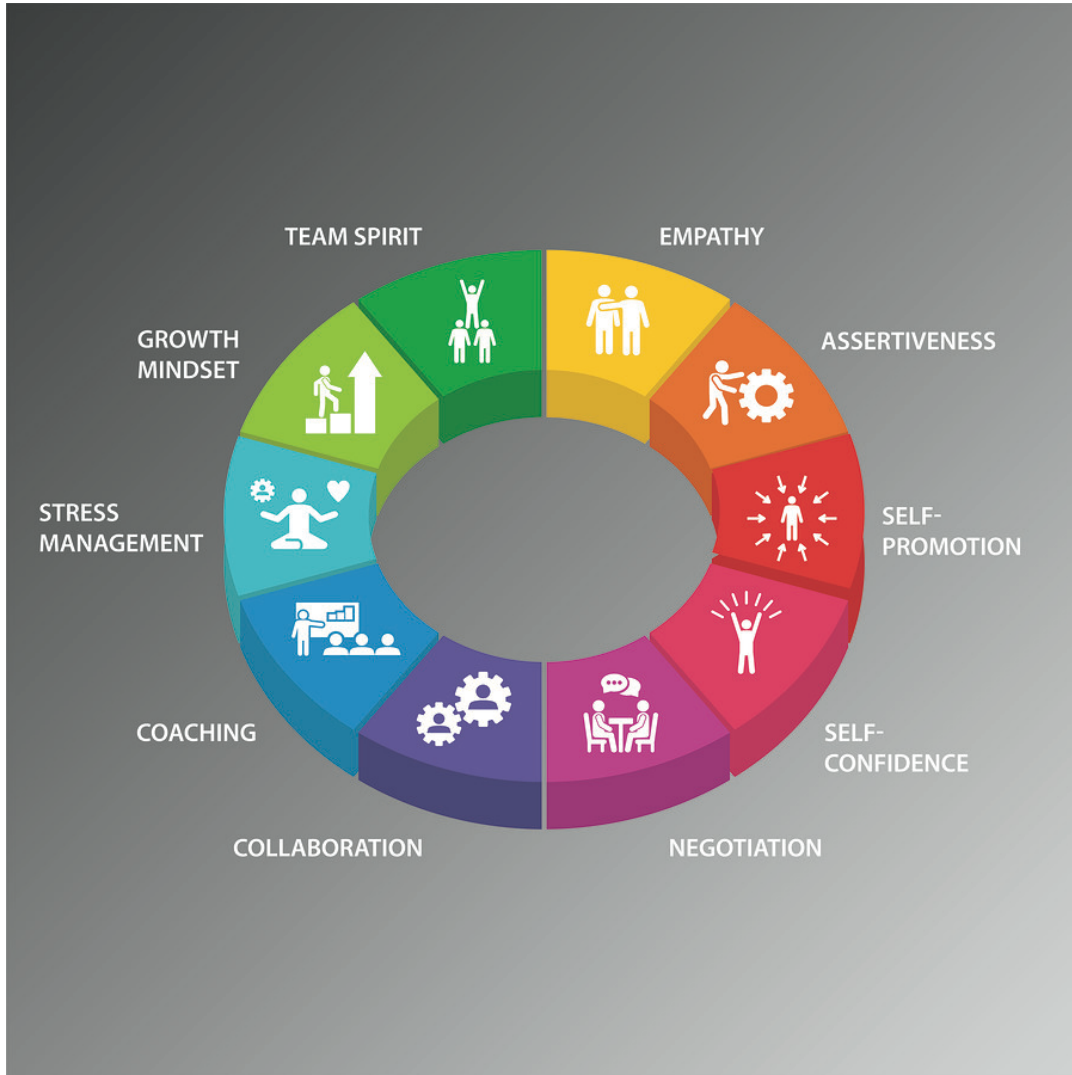 TEAM SPIRIT
EMPATHY
GROWTH
MINDSET
ASSERTIVENESS
STRESS
MANAGEMENT
SELF-
PROMOTION
COACHING
SELF-
CONFIDENCE
COLLABORATION
NEGOTIATION